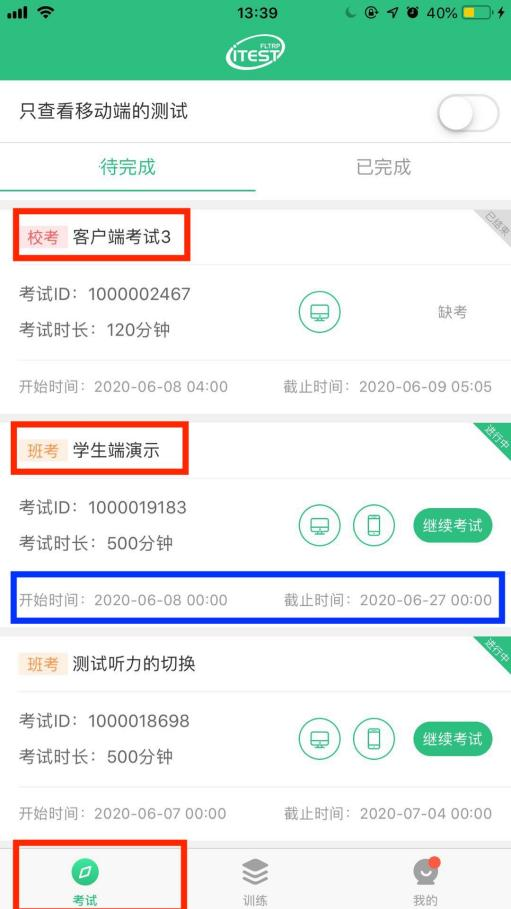 13:39
40%
FLTRP
iTEST
只查看移动端的测试
待完成
已完成
校考 客户端考试3
已结束
考试ID：1000002467
考试时长：120分钟
缺考
开始时间：2020-06-08 04:00
截止时间：2020-06-09 05:05
班考 学生端演示
进行中
考试ID：1000019183
考试时长：500分钟
继续考试
开始时间：2020-06-08 00:00
截止时间：2020-06-27 00:00
班考 测试听力的切换
进行中
考试ID：1000018698
考试时长：500分钟
继续考试
开始时间：2020-06-07 00:00
截止时间：2020-07-04 00:00
考试
训练
我的